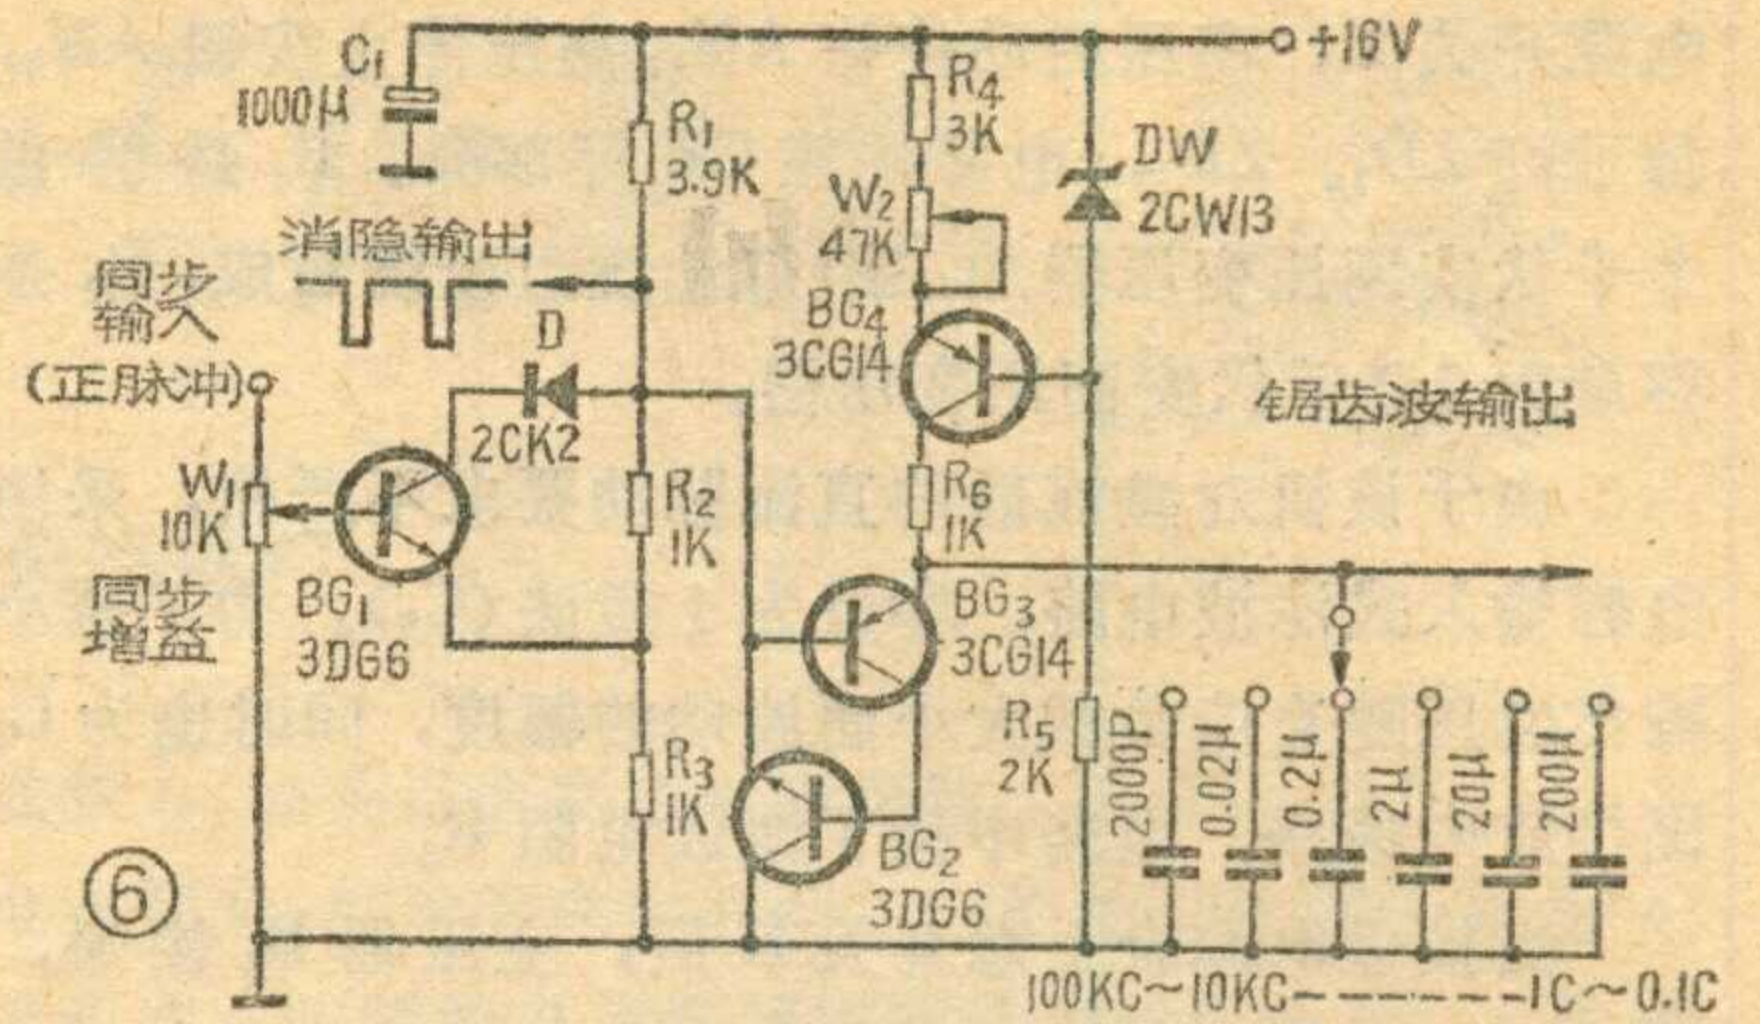 C1
1000μ
+16V
R1
3.9K
R4
3K
W2
47K
DW
2CW13
消隐输出
同步
输入
(正脉冲)
D
2CK2
BG4
3CG14
锯齿波输出
W1
10K
同步
增益
BG1
3DG6
R2
1K
R6
1K
BG3
3CG14
R3
1K
R5
2K
BG2
3DG6
2000P
0.02μ
0.2μ
2μ
20μ
200μ
⑥
100KC~10KC------1C~0.1C